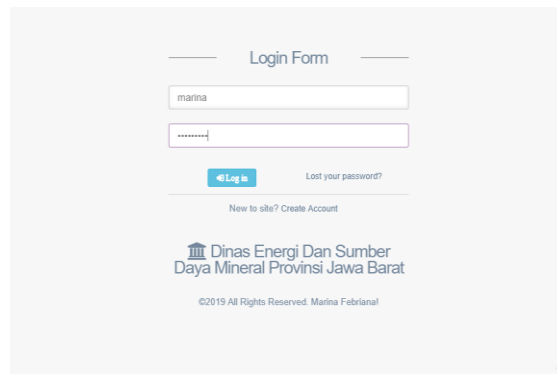 Login Form
marina
•••••••••
Log in
Lost your password?
New to site? Create Account
Dinas Energi Dan Sumber
Daya Mineral Provinsi Jawa Barat
©2019 All Rights Reserved. Marina Febriana!